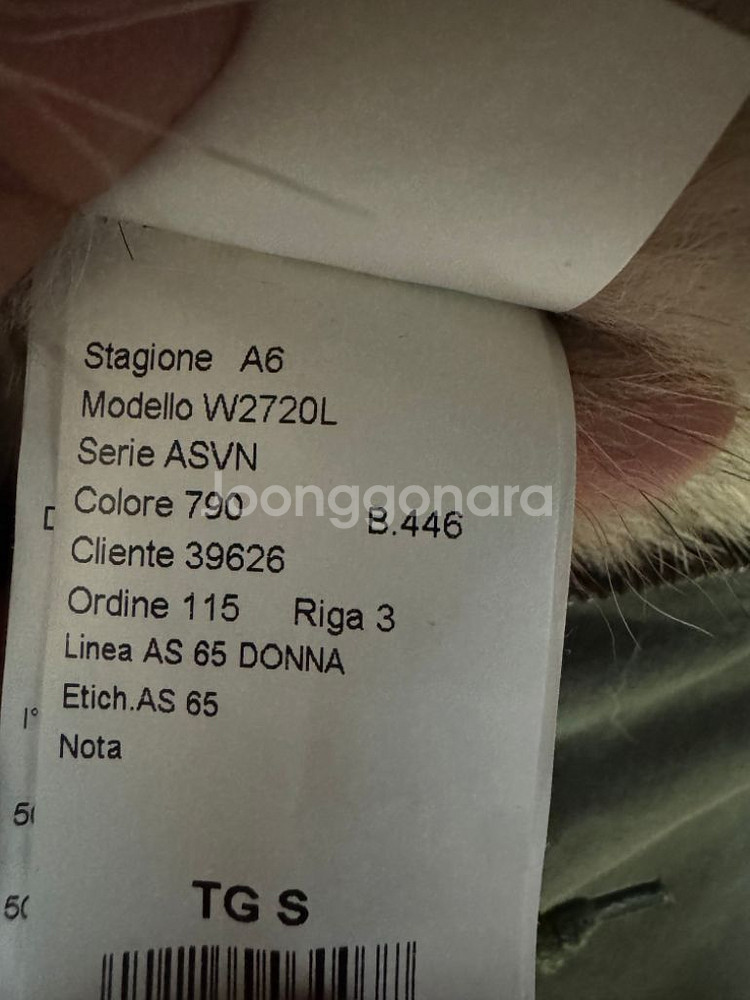 Stagione A6
Modello W2720L
Serie ASVN
Colore 790 B.446
joonggonara
Cliente 39626
Ordine 115 Riga 3
Linea AS 65 DONNA
Etich.AS 65
Nota
TG S